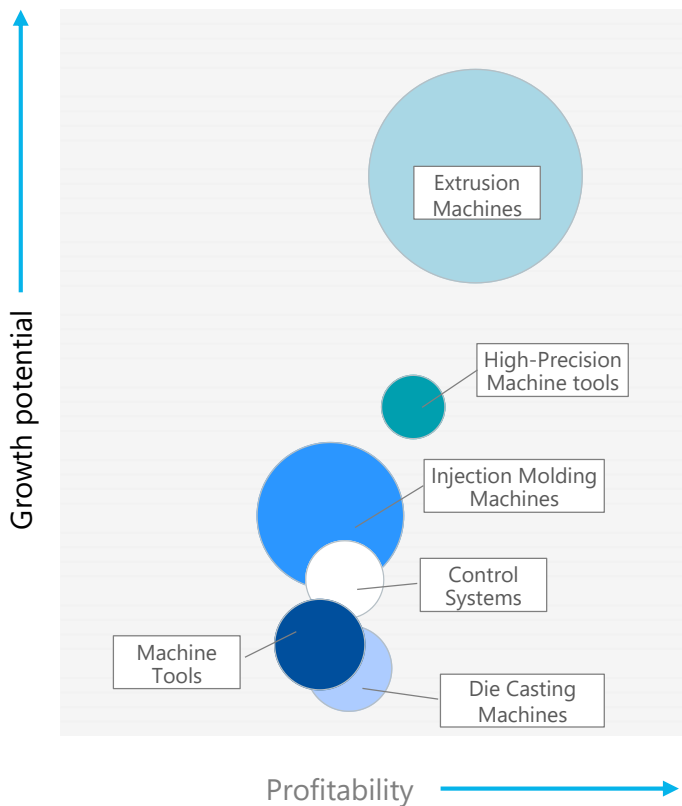 Extrusion
Machines
High-Precision
Machine tools
Growth potential
Injection Molding
Machines
Control
Systems
Machine
Tools
Die Casting
Machines
Profitability